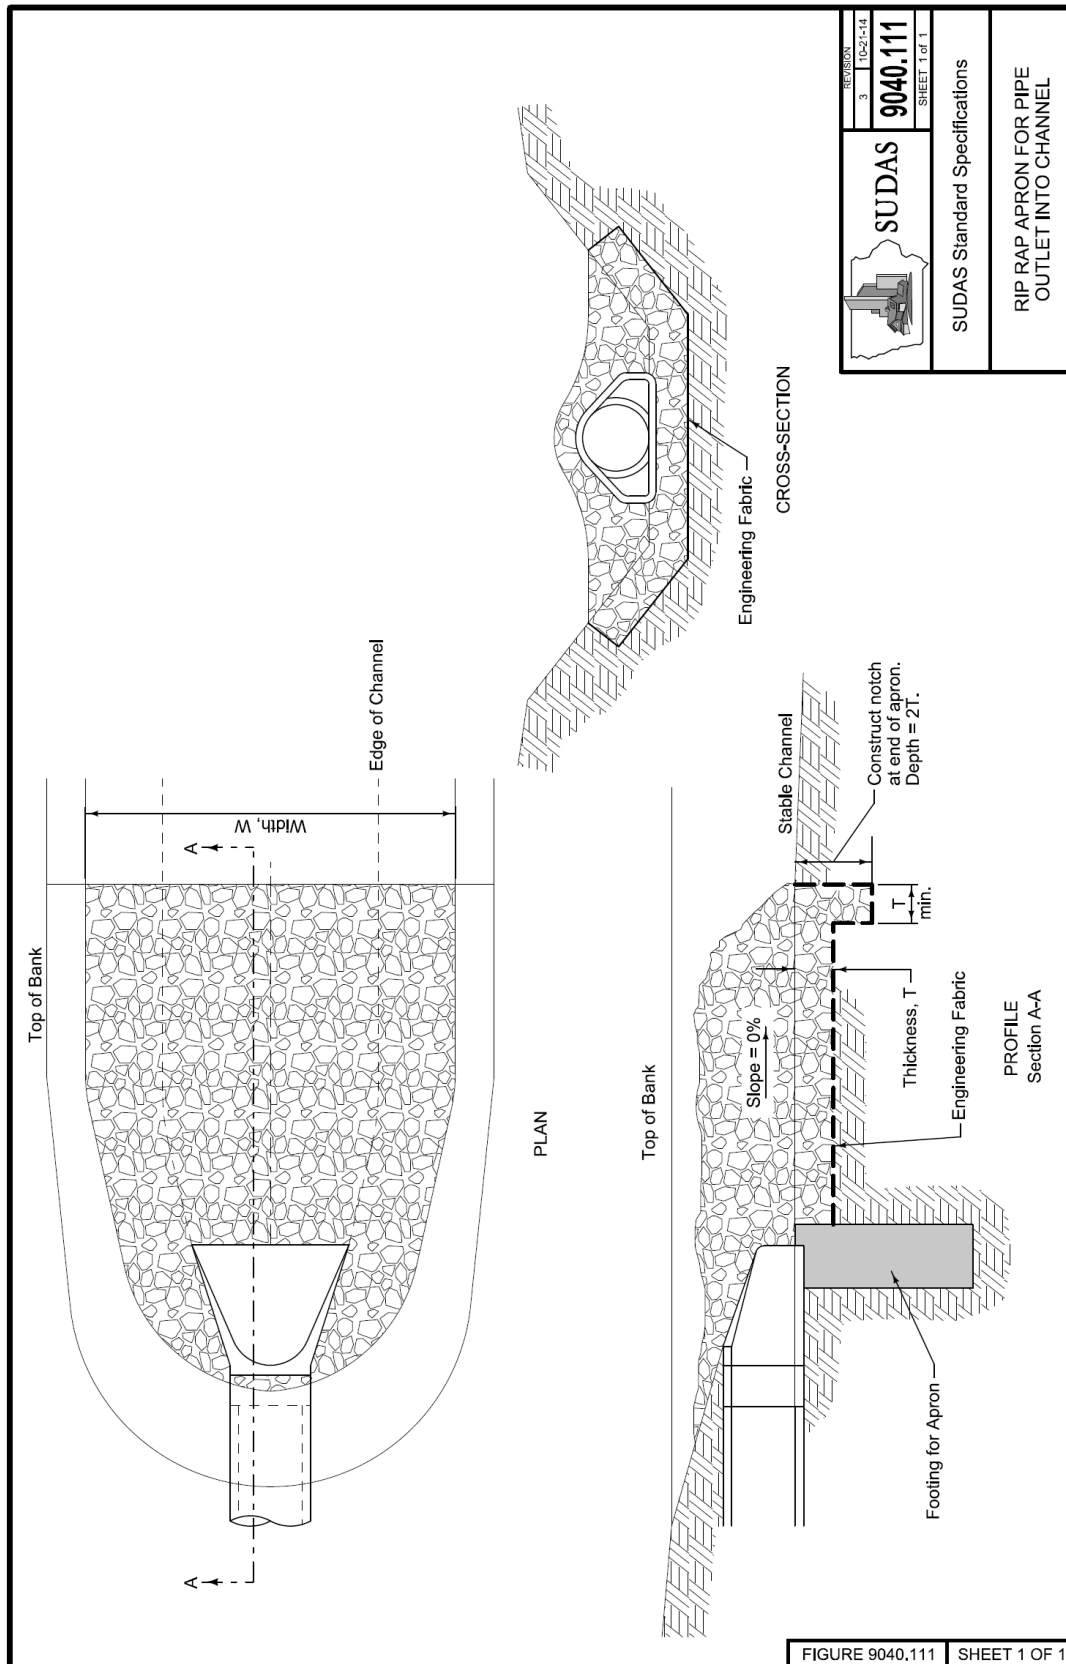 Top of Bank
A
A
Width, W
Edge of Channel
PLAN
Engineering Fabric
CROSS-SECTION
Top of Bank
Slope = 0%
Stable Channel
Construct notch
at end of apron.
Depth = 2T.
T
min.
Thickness, T
Engineering Fabric
Footing for Apron
PROFILE
Section A-A
SUDAS
REVISION
3 10-21-14
9040.111
SHEET 1 of 1
SUDAS Standard Specifications
RIP RAP APRON FOR PIPE
OUTLET INTO CHANNEL
FIGURE 9040.111 SHEET 1 OF 1